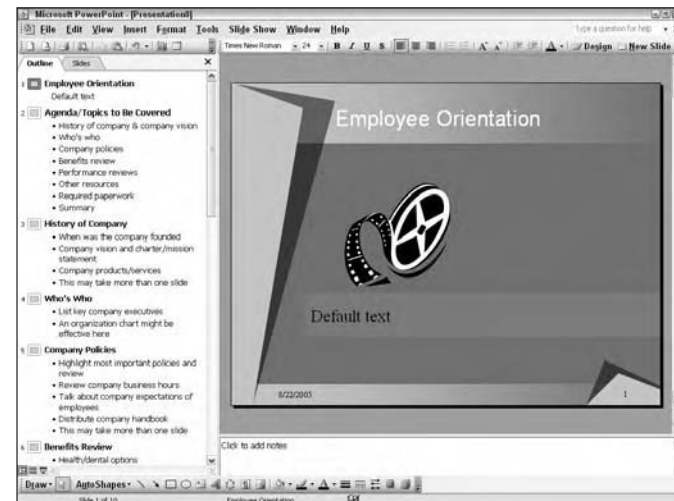 Microsoft PowerPoint - [Presentation8]
File Edit View Insert Format Tools Slide Show Window Help
Type a question for help
Times New Roman 24 B I U S A A A Design New Slide
Outline Slides
1 Employee Orientation
Default text
2 Agenda/Topics to Be Covered
• History of company & company vision
• Who's who
• Company policies
• Benefits review
• Performance reviews
• Other resources
• Required paperwork
• Summary
3 History of Company
• When was the company founded
• Company vision and charter/mission
statement
• Company products/services
• This may take more than one slide
4 Who's Who
• List key company executives
• An organization chart might be
effective here
5 Company Policies
• Highlight most important policies and
review
• Review company business hours
• Talk about company expectations of
employees
• Distribute company handbook
• This may take more than one slide
6 Benefits Review
• Health/dental options
Employee Orientation
Default text
8/22/2005 1
Click to add notes
Draw AutoShapes
Slide 1 of 10 Employee Orientation